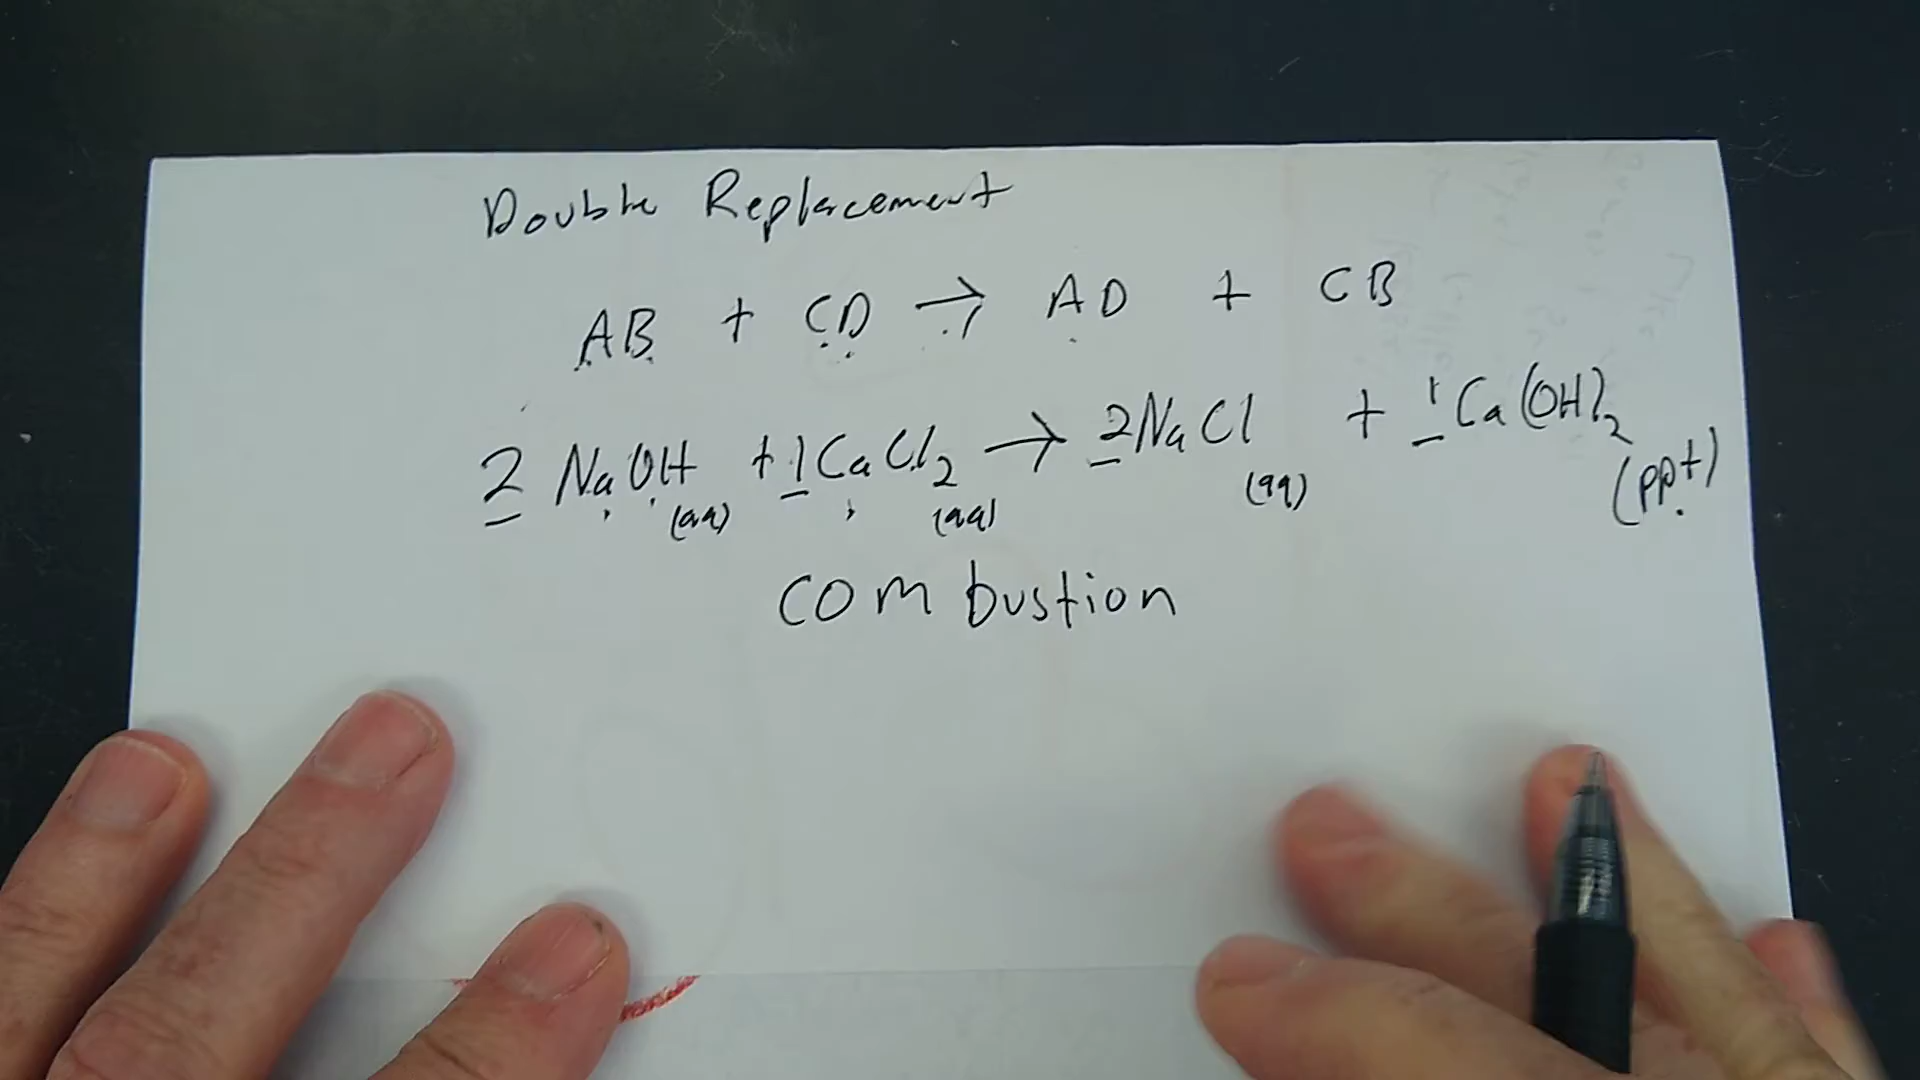 Double Replacement
AB + CD → AD + CB
2 NaOH (aq) + 1 CaCl2 (aq) → 2 NaCl (aq) + 1 Ca(OH)2 (ppt)
combustion